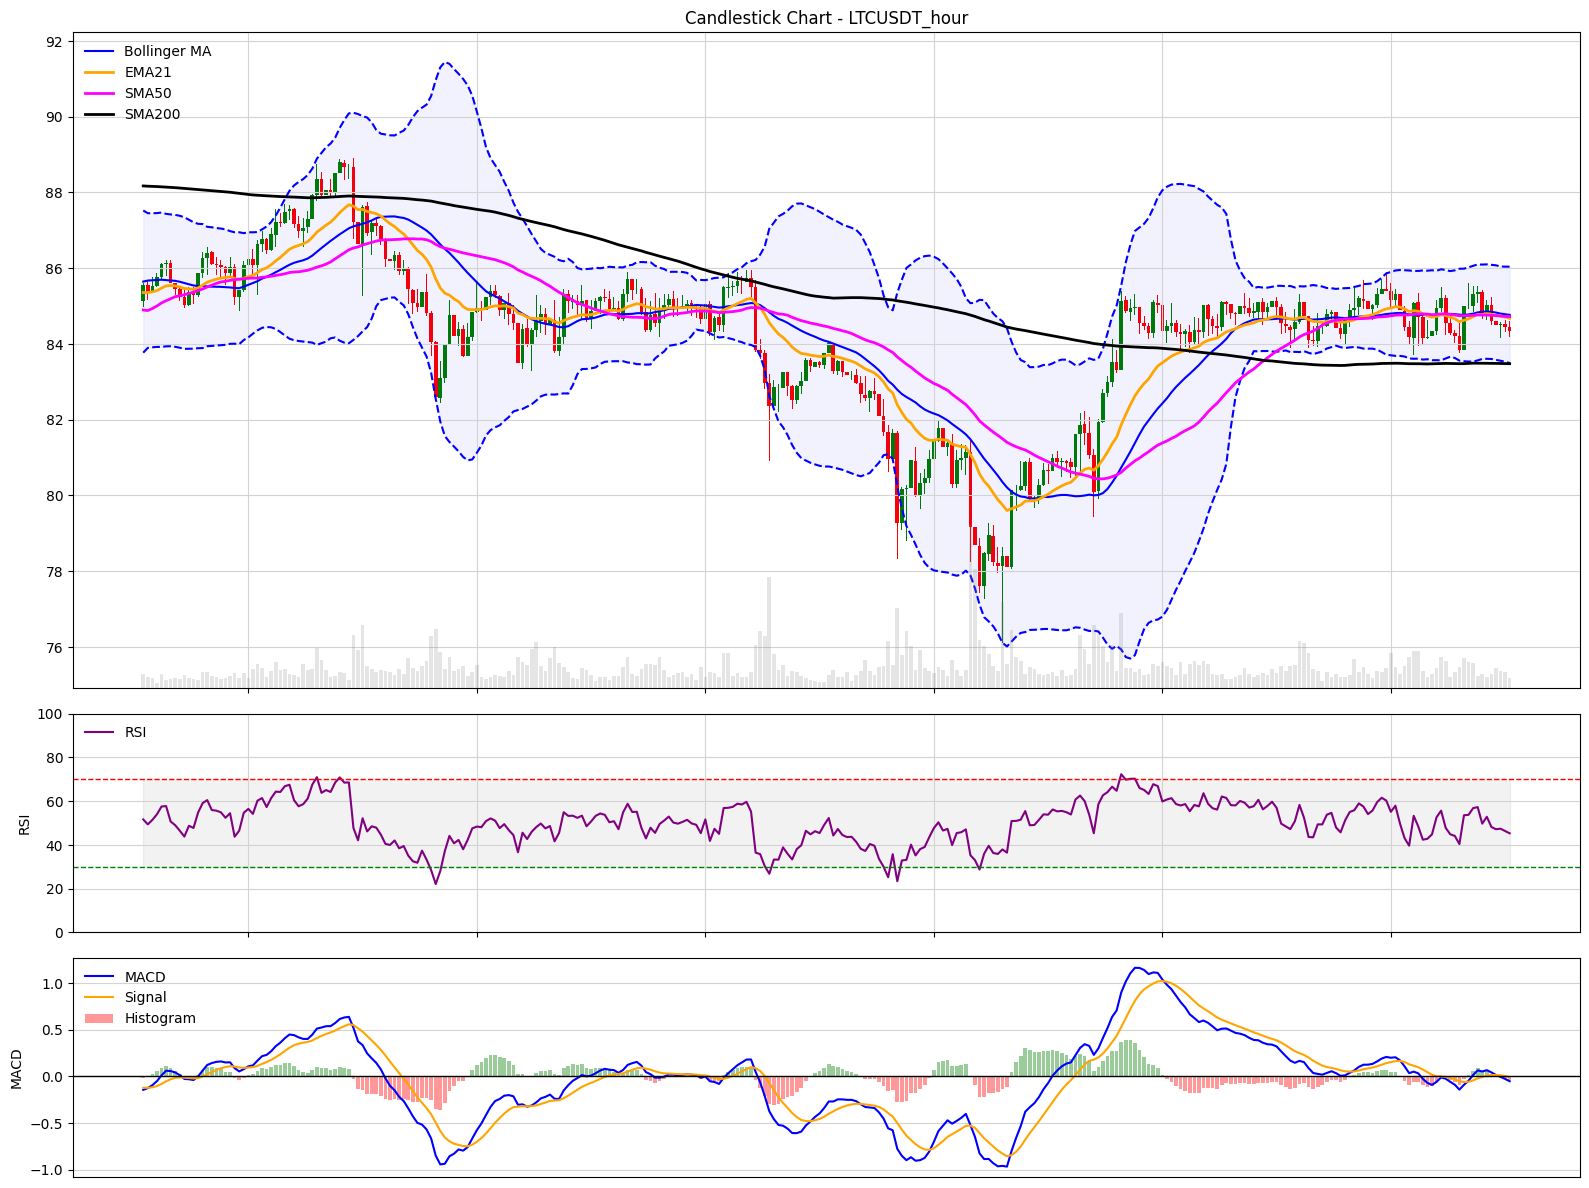 Candlestick Chart - LTCUSDT_hour
92
90
88
86
84
82
80
78
76
Bollinger MA
EMA21
SMA50
SMA200
100
80
60
40
20
0
RSI
RSI
1.0
0.5
0.0
−0.5
−1.0
MACD
MACD
Signal
Histogram